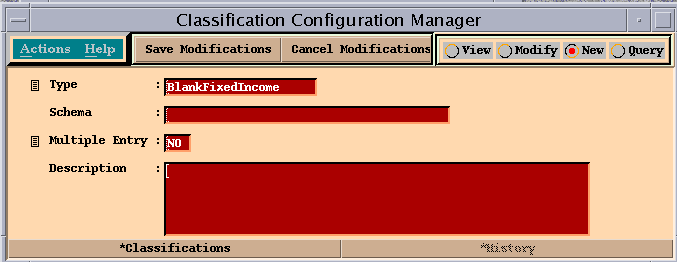 Classification Configuration Manager
Actions Help Save Modifications Cancel Modifications View Modify New Query
Type : BlankFixedIncome
Schema :
Multiple Entry : NO
Description :
*Classifications *History